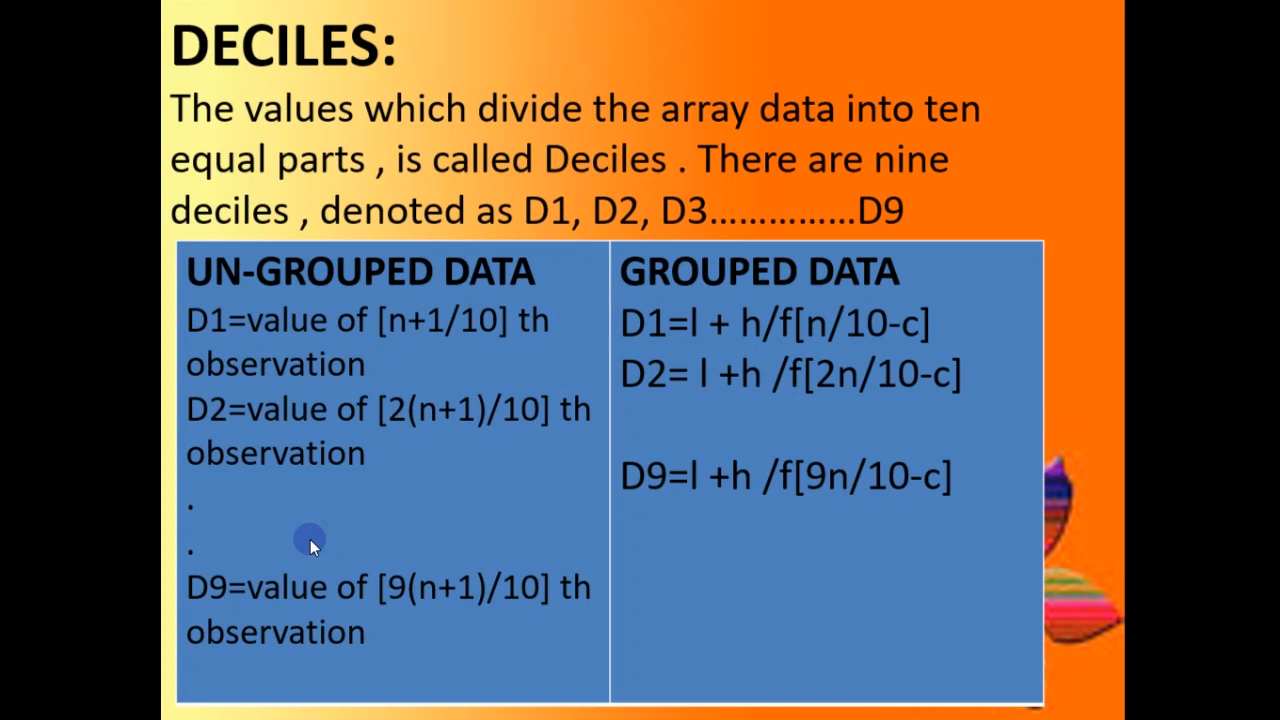 DECILES:
The values which divide the array data into ten
equal parts , is called Deciles . There are nine
deciles , denoted as D1, D2, D3……………D9
UN-GROUPED DATA
D1=value of [n+1/10] th
observation
D2=value of [2(n+1)/10] th
observation
.
.
D9=value of [9(n+1)/10] th
observation
GROUPED DATA
D1=l + h/f[n/10-c]
D2= l +h /f[2n/10-c]
D9=l +h /f[9n/10-c]